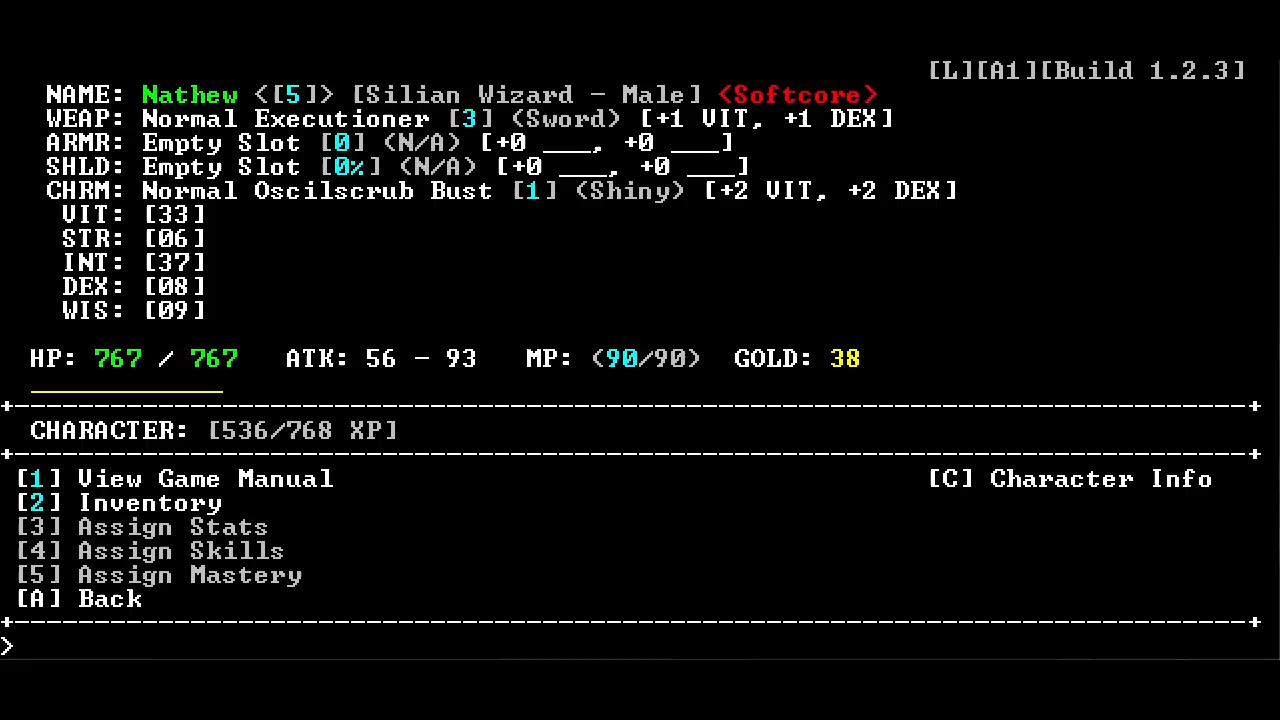 [L][A1][Build 1.2.3]
NAME: Nathew <[5]> [Silian Wizard - Male] <Softcore>
WEAP: Normal Executioner [3] (Sword) [+1 VIT, +1 DEX]
ARMR: Empty Slot [0] (N/A) [+0 ___, +0 ___]
SHLD: Empty Slot [0%] (N/A) [+0 ___, +0 ___]
CHRM: Normal Oscilscrub Bust [1] (Shiny) [+2 VIT, +2 DEX]
VIT: [33]
STR: [06]
INT: [37]
DEX: [08]
WIS: [09]
HP: 767 / 767 ATK: 56 - 93 MP: (90/90) GOLD: 38
CHARACTER: [536/768 XP]
[1] View Game Manual [C] Character Info
[2] Inventory
[3] Assign Stats
[4] Assign Skills
[5] Assign Mastery
[A] Back
>